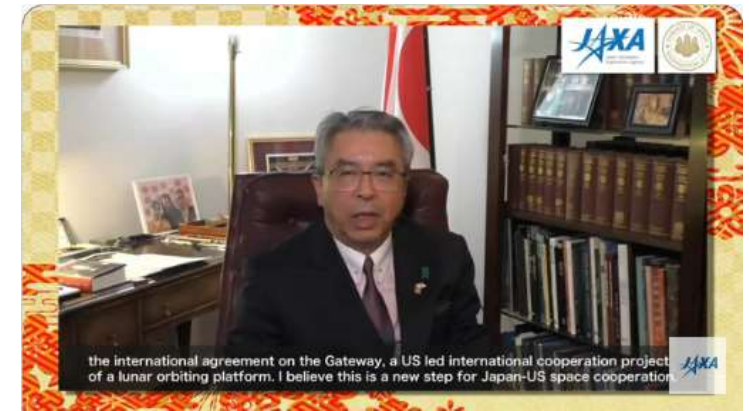 JAXA
the international agreement on the Gateway, a US led international cooperation project
of a lunar orbiting platform. I believe this is a new step for Japan-US space cooperation.
JAXA